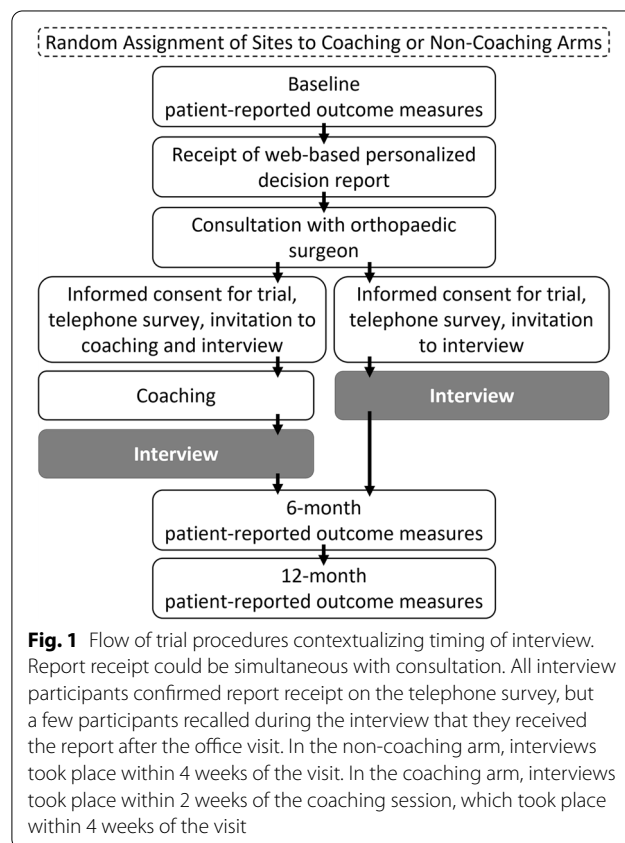 Random Assignment of Sites to Coaching or Non-Coaching Arms
Baseline
patient-reported outcome measures
Receipt of web-based personalized
decision report
Consultation with orthopaedic
surgeon
Informed consent for trial,
telephone survey, invitation to
coaching and interview
Informed consent for trial,
telephone survey, invitation
to interview
Coaching
Interview
Interview
6-month
patient-reported outcome measures
12-month
patient-reported outcome measures
Fig. 1 Flow of trial procedures contextualizing timing of interview.
Report receipt could be simultaneous with consultation. All interview
participants confirmed report receipt on the telephone survey, but
a few participants recalled during the interview that they received
the report after the office visit. In the non-coaching arm, interviews
took place within 4 weeks of the visit. In the coaching arm, interviews
took place within 2 weeks of the coaching session, which took place
within 4 weeks of the visit